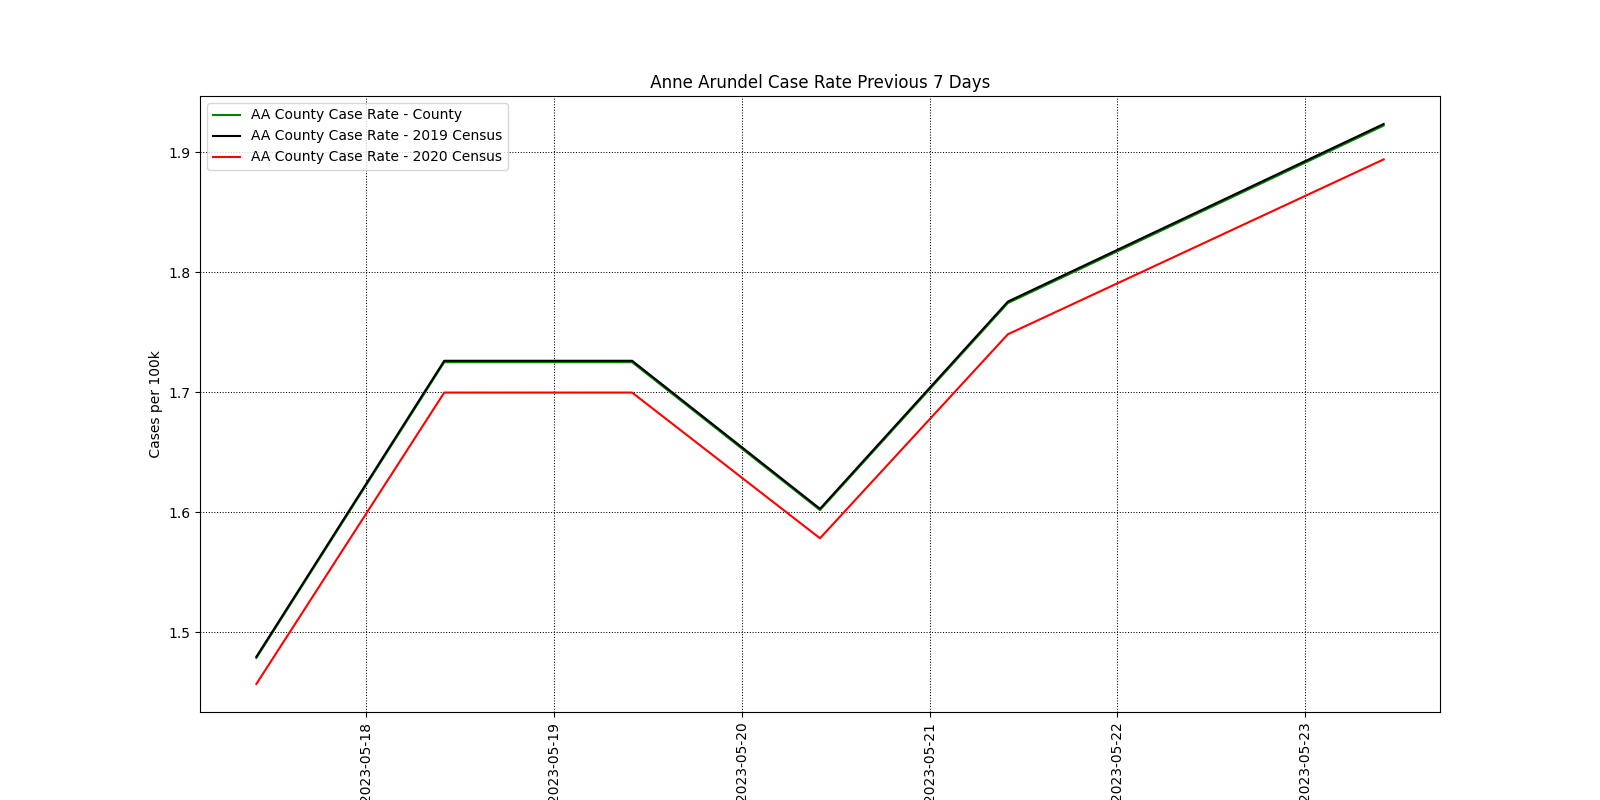 Anne Arundel Case Rate Previous 7 Days
AA County Case Rate - County
AA County Case Rate - 2019 Census
AA County Case Rate - 2020 Census
Cases per 100k
1.9
1.8
1.7
1.6
1.5
2023-05-18
2023-05-19
2023-05-20
2023-05-21
2023-05-22
2023-05-23